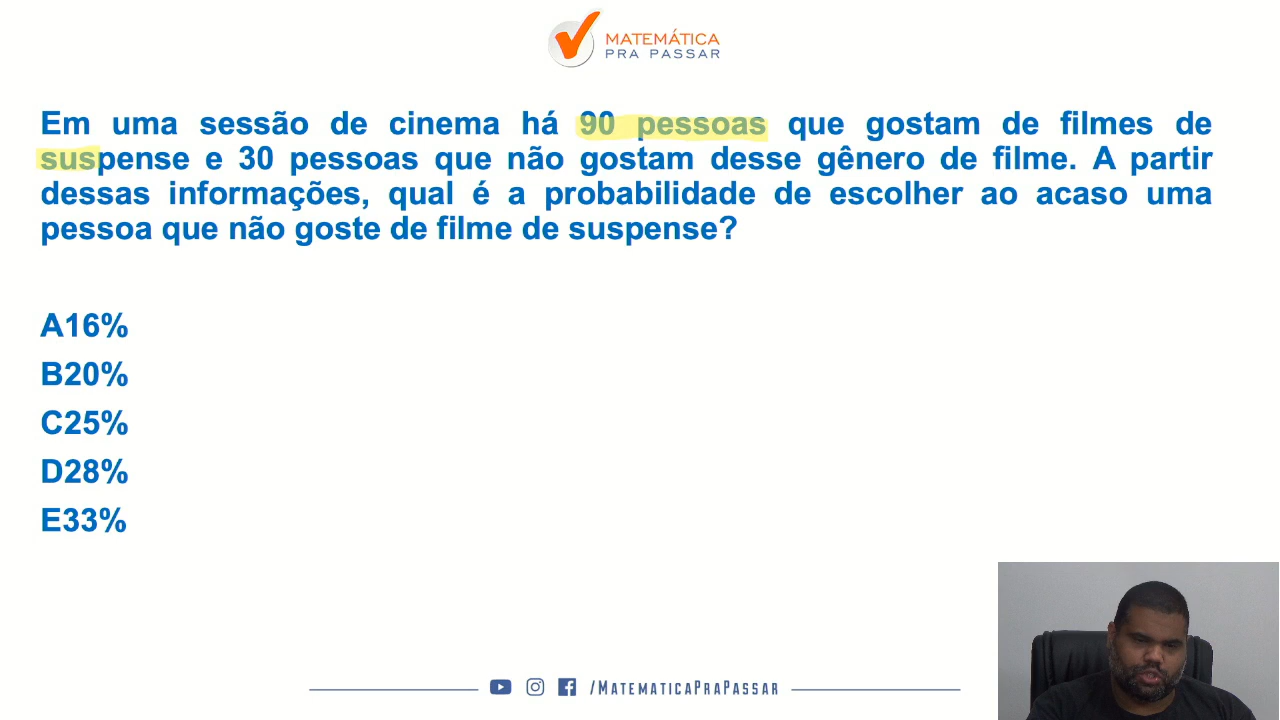 MATEMÁTICA
PRA PASSAR
Em uma sessão de cinema há 90 pessoas que gostam de filmes de
suspense e 30 pessoas que não gostam desse gênero de filme. A partir
dessas informações, qual é a probabilidade de escolher ao acaso uma
pessoa que não goste de filme de suspense?
A16%
B20%
C25%
D28%
E33%
/MATEMATICAPRAPASSAR